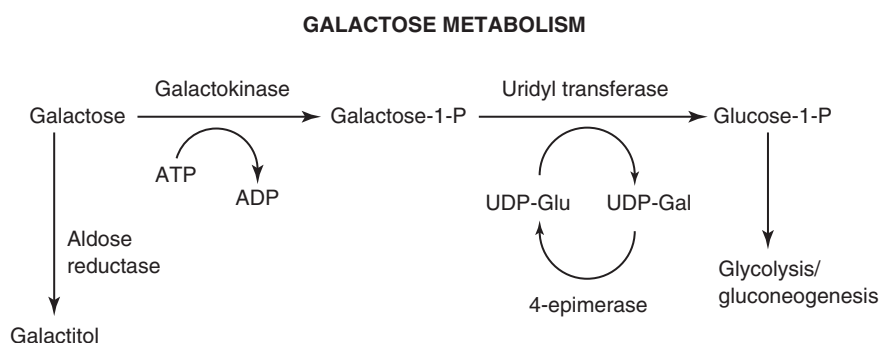 GALACTOSE METABOLISM
Galactokinase
Uridyl transferase
Galactose
Galactose-1-P
Glucose-1-P
ATP
ADP
UDP-Glu
UDP-Gal
Aldose
reductase
Glycolysis/
gluconeogenesis
4-epimerase
Galactitol